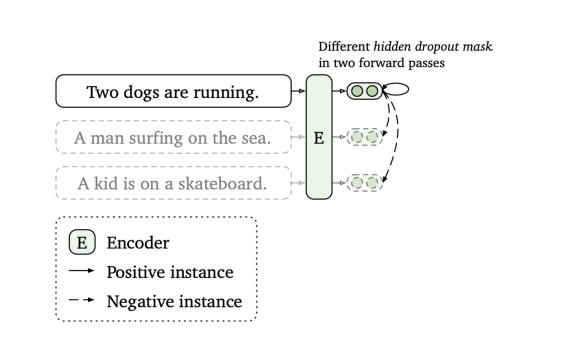 Different hidden dropout mask
in two forward passes
Two dogs are running.
A man surfing on the sea.
E
A kid is on a skateboard.
E Encoder
Positive instance
Negative instance